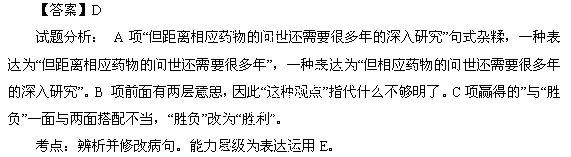 【答案】D
试题分析： A 项“但距离相应药物的问世还需要很多年的深入研究”句式杂糅，一种表
达为“但距离相应药物的问世还需要很多年”，一种表达为“但相应药物的问世还需要很多年
的深入研究”。B 项前面有两层意思，因此“这种观点”指代什么不够明了。C 项赢得的”与“胜
负”一面与两面搭配不当，“胜负”改为“胜利”。
考点：辨析并修改病句。能力层级为表达运用 E。